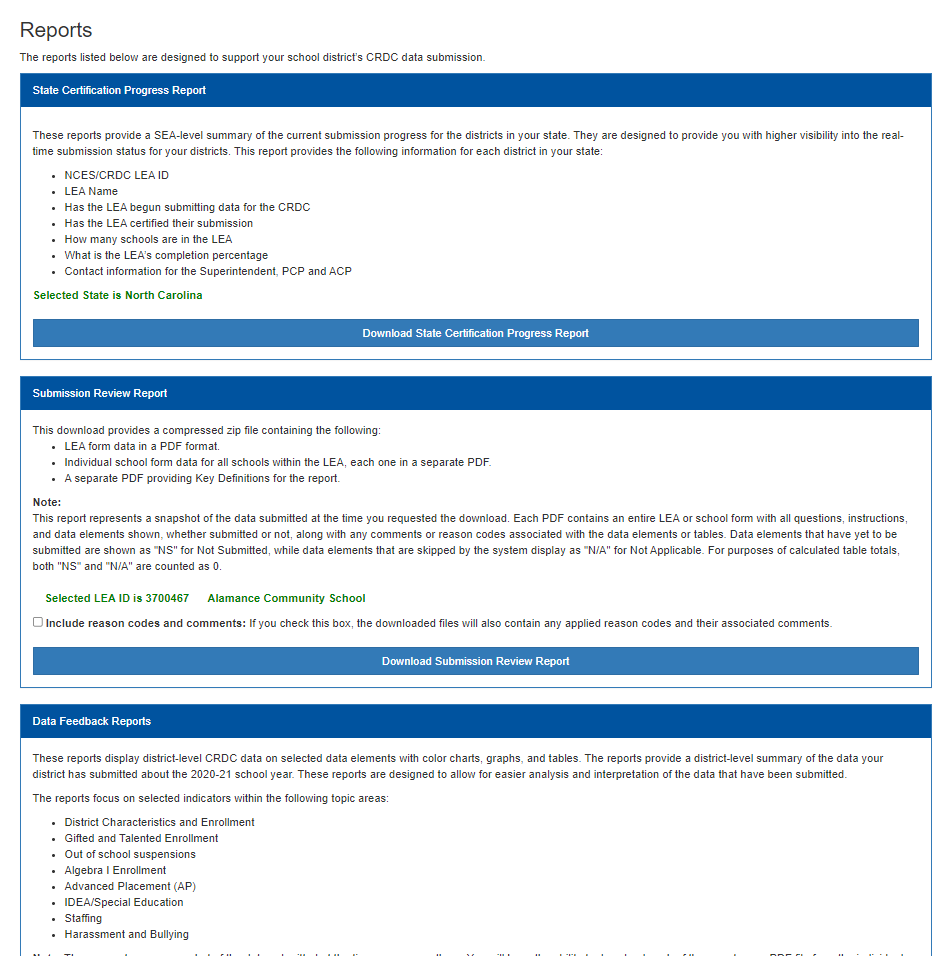 Reports
The reports listed below are designed to support your school district's CRDC data submission.
State Certification Progress Report
These reports provide a SEA-level summary of the current submission progress for the districts in your state. They are designed to provide you with higher visibility into the real-
time submission status for your districts. This report provides the following information for each district in your state:
• NCES/CRDC LEA ID
• LEA Name
• Has the LEA begun submitting data for the CRDC
• Has the LEA certified their submission
• How many schools are in the LEA
• What is the LEA's completion percentage
• Contact information for the Superintendent, PCP and ACP
Selected State is North Carolina
Download State Certification Progress Report
Submission Review Report
This download provides a compressed zip file containing the following:
• LEA form data in a PDF format.
• Individual school form data for all schools within the LEA, each one in a separate PDF.
• A separate PDF providing Key Definitions for the report.
Note:
This report represents a snapshot of the data submitted at the time you requested the download. Each PDF contains an entire LEA or school form with all questions, instructions,
and data elements shown, whether submitted or not, along with any comments or reason codes associated with the data elements or tables. Data elements that have yet to be
submitted are shown as "NS" for Not Submitted, while data elements that are skipped by the system display as "N/A" for Not Applicable. For purposes of calculated table totals,
both "NS" and "N/A" are counted as 0.
Selected LEA ID is 3700467 Alamance Community School
Include reason codes and comments: If you check this box, the downloaded files will also contain any applied reason codes and their associated comments.
Download Submission Review Report
Data Feedback Reports
These reports display district-level CRDC data on selected data elements with color charts, graphs, and tables. The reports provide a district-level summary of the data your
district has submitted about the 2020-21 school year. These reports are designed to allow for easier analysis and interpretation of the data that have been submitted.
The reports focus on selected indicators within the following topic areas:
• District Characteristics and Enrollment
• Gifted and Talented Enrollment
• Out of school suspensions
• Algebra I Enrollment
• Advanced Placement (AP)
• IDEA/Special Education
• Staffing
• Harassment and Bullying